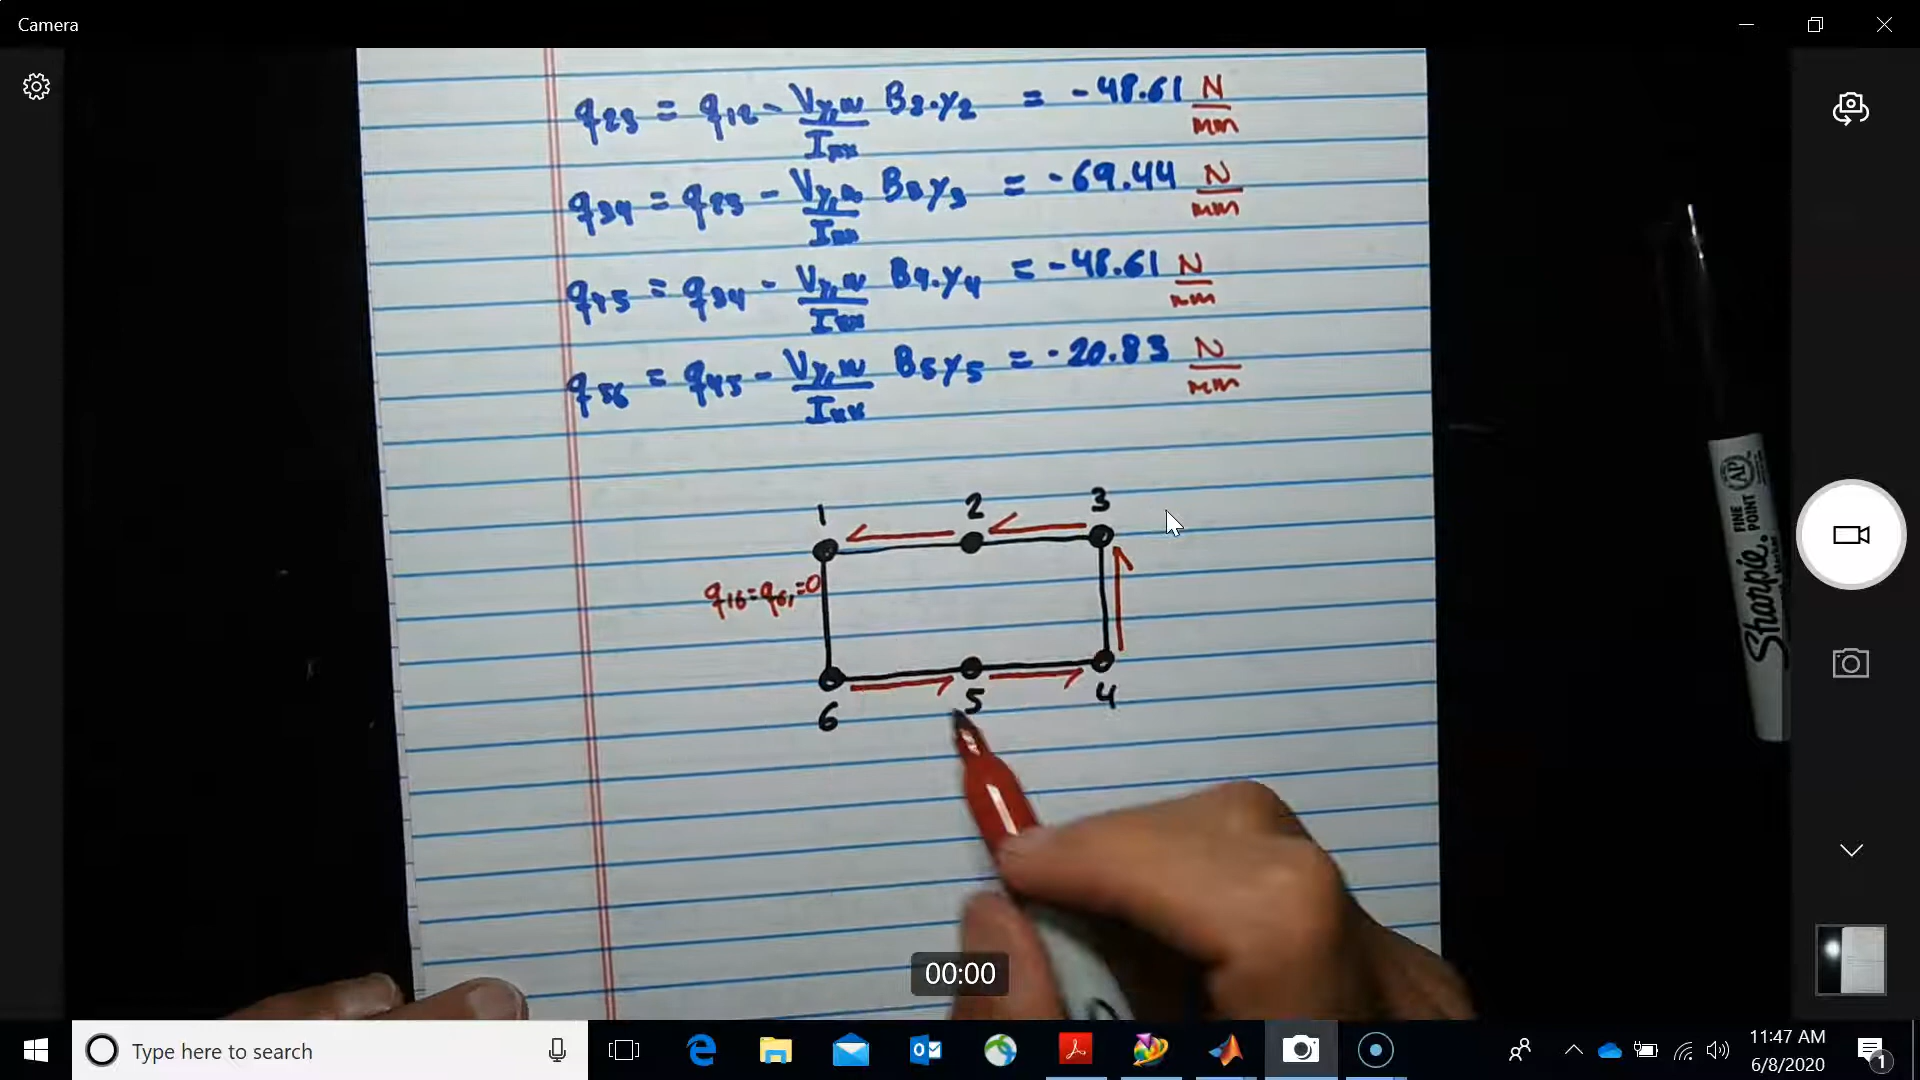 Camera
q23 = q12 - Vy,w/Ixx B2.y2 = -48.61 N/mm
q34 = q23 - Vy,w/Ixx B3y3 = -69.44 N/mm
q45 = q34 - Vy,w/Ixx B4.y4 = -48.61 N/mm
q56 = q45 - Vy,w/Ixx B5y5 = -20.83 N/mm
1 2 3
q16=q61=0
6 5 4
Sharpie
FINE POINT
AP
00:00
Type here to search
11:47 AM
6/8/2020
1